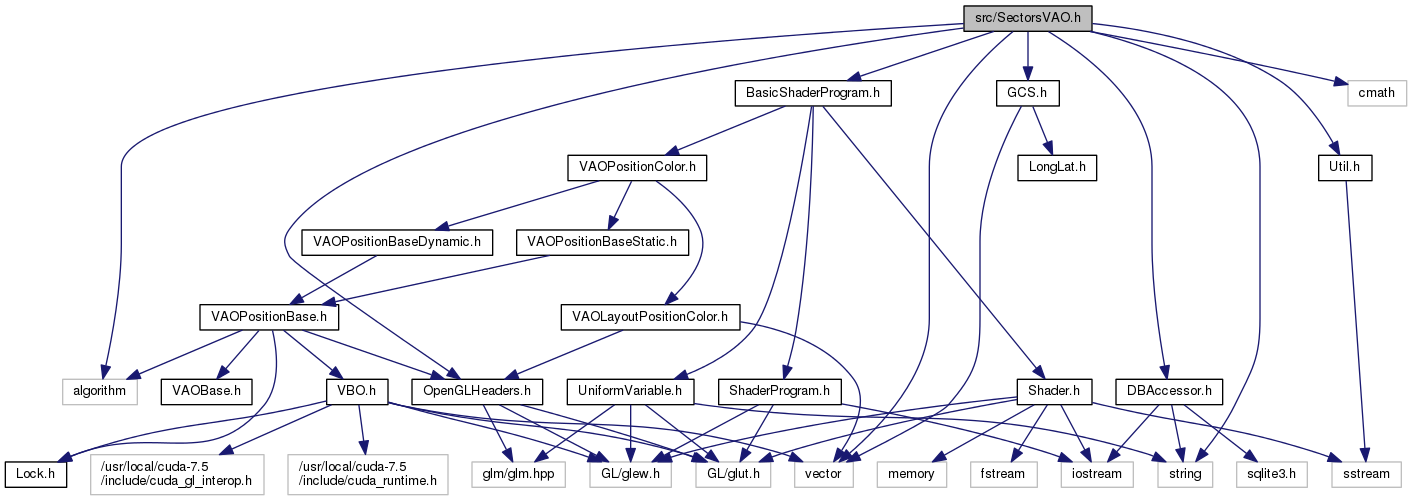 src/SectorsVAO.h
BasicShaderProgram.h
GCS.h
cmath
VAOPositionColor.h
LongLat.h
Util.h
VAOPositionBaseDynamic.h
VAOPositionBaseStatic.h
VAOPositionBase.h
VAOLayoutPositionColor.h
algorithm
VAOBase.h
VBO.h
OpenGLHeaders.h
UniformVariable.h
ShaderProgram.h
Shader.h
DBAccessor.h
Lock.h
/usr/local/cuda-7.5
/include/cuda_gl_interop.h
/usr/local/cuda-7.5
/include/cuda_runtime.h
glm/glm.hpp
GL/glew.h
GL/glut.h
vector
memory
fstream
iostream
string
sqlite3.h
sstream